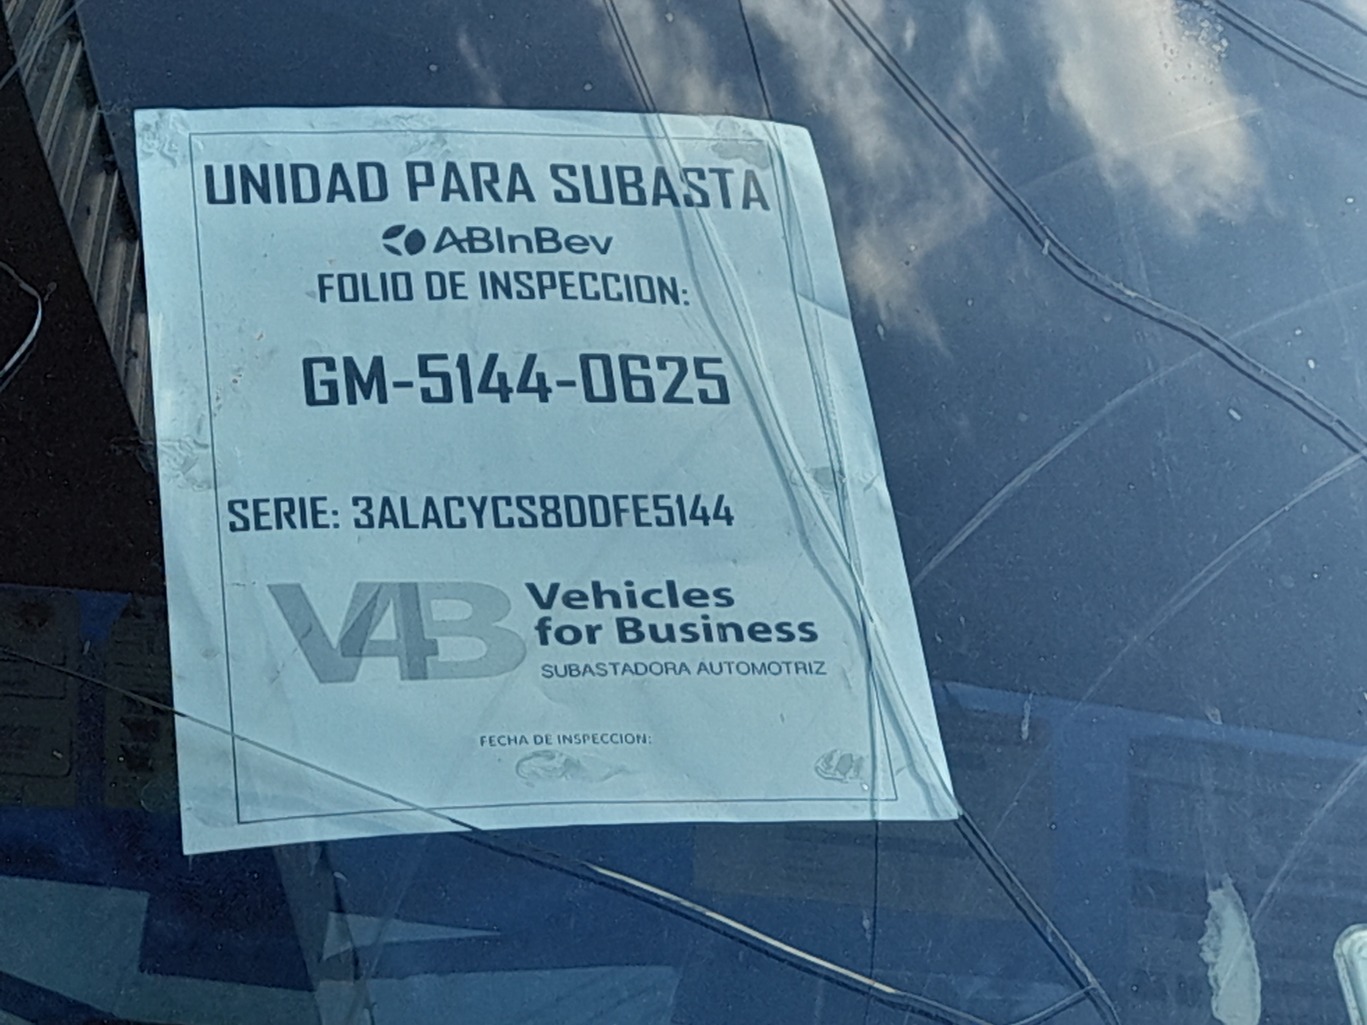 UNIDAD PARA SUBASTA
ABInBev
FOLIO DE INSPECCION:
GM-5144-0625
SERIE: 3ALACYCS8DDFE5144
V4B Vehicles
for Business
SUBASTADORA AUTOMOTRIZ
FECHA DE INSPECCION: